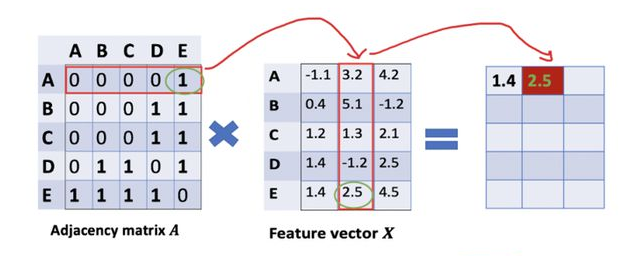 A B C D E
A 0 0 0 0 1
B 0 0 0 1 1
C 0 0 0 1 1
D 0 1 1 0 1
E 1 1 1 1 0
Adjacency matrix A
A -1.1 3.2 4.2
B 0.4 5.1 -1.2
C 1.2 1.3 2.1
D 1.4 -1.2 2.5
E 1.4 2.5 4.5
Feature vector X
1.4 2.5